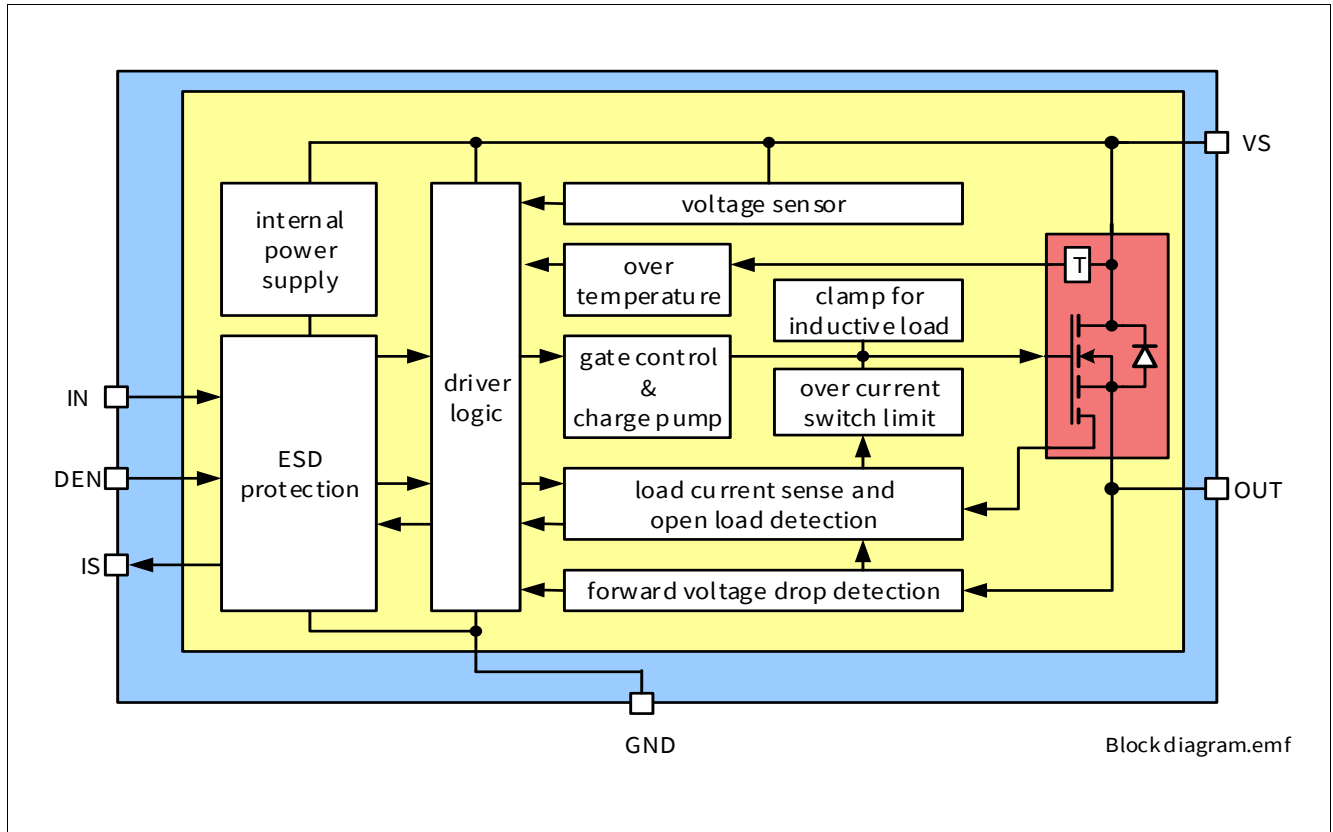 VS
internal
power
supply
voltage sensor
over
temperature
T
clamp for
inductive load
driver
logic
gate control
&
charge pump
over current
switch limit
IN
DEN
IS
ESD
protection
load current sense and
open load detection
OUT
forward voltage drop detection
GND
Block diagram.emf